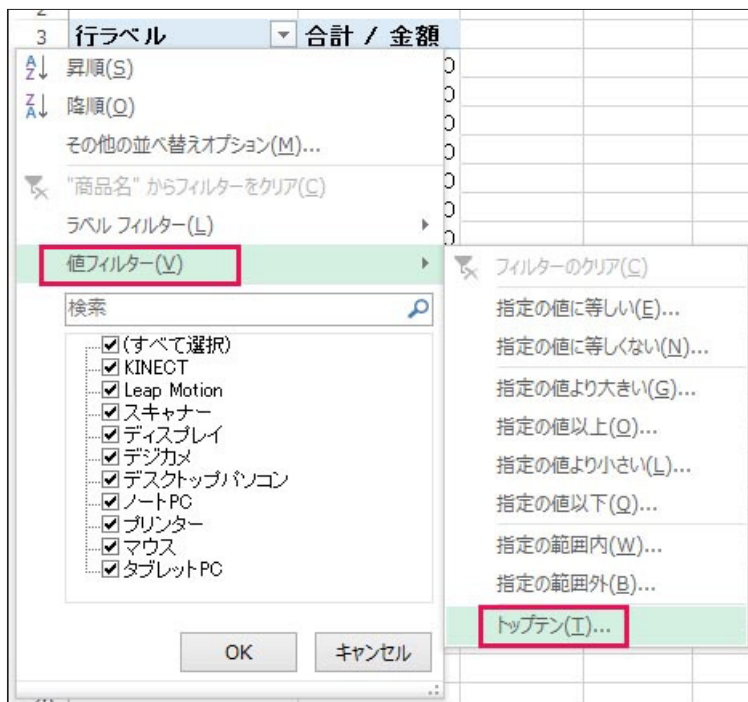 3 行ラベル 合計 / 金額
昇順(S)
降順(O)
その他の並べ替えオプション(M)...
"商品名" からフィルターをクリア(C)
ラベル フィルター(L)
値フィルター(V)
検索
(すべて選択)
KINECT
Leap Motion
スキャナー
ディスプレイ
デジカメ
デスクトップパソコン
ノートPC
プリンター
マウス
タブレットPC
OK キャンセル
フィルターのクリア(C)
指定の値に等しい(E)...
指定の値に等しくない(N)...
指定の値より大きい(G)...
指定の値以上(O)...
指定の値より小さい(L)...
指定の値以下(Q)...
指定の範囲内(W)...
指定の範囲外(B)...
トップテン(T)...